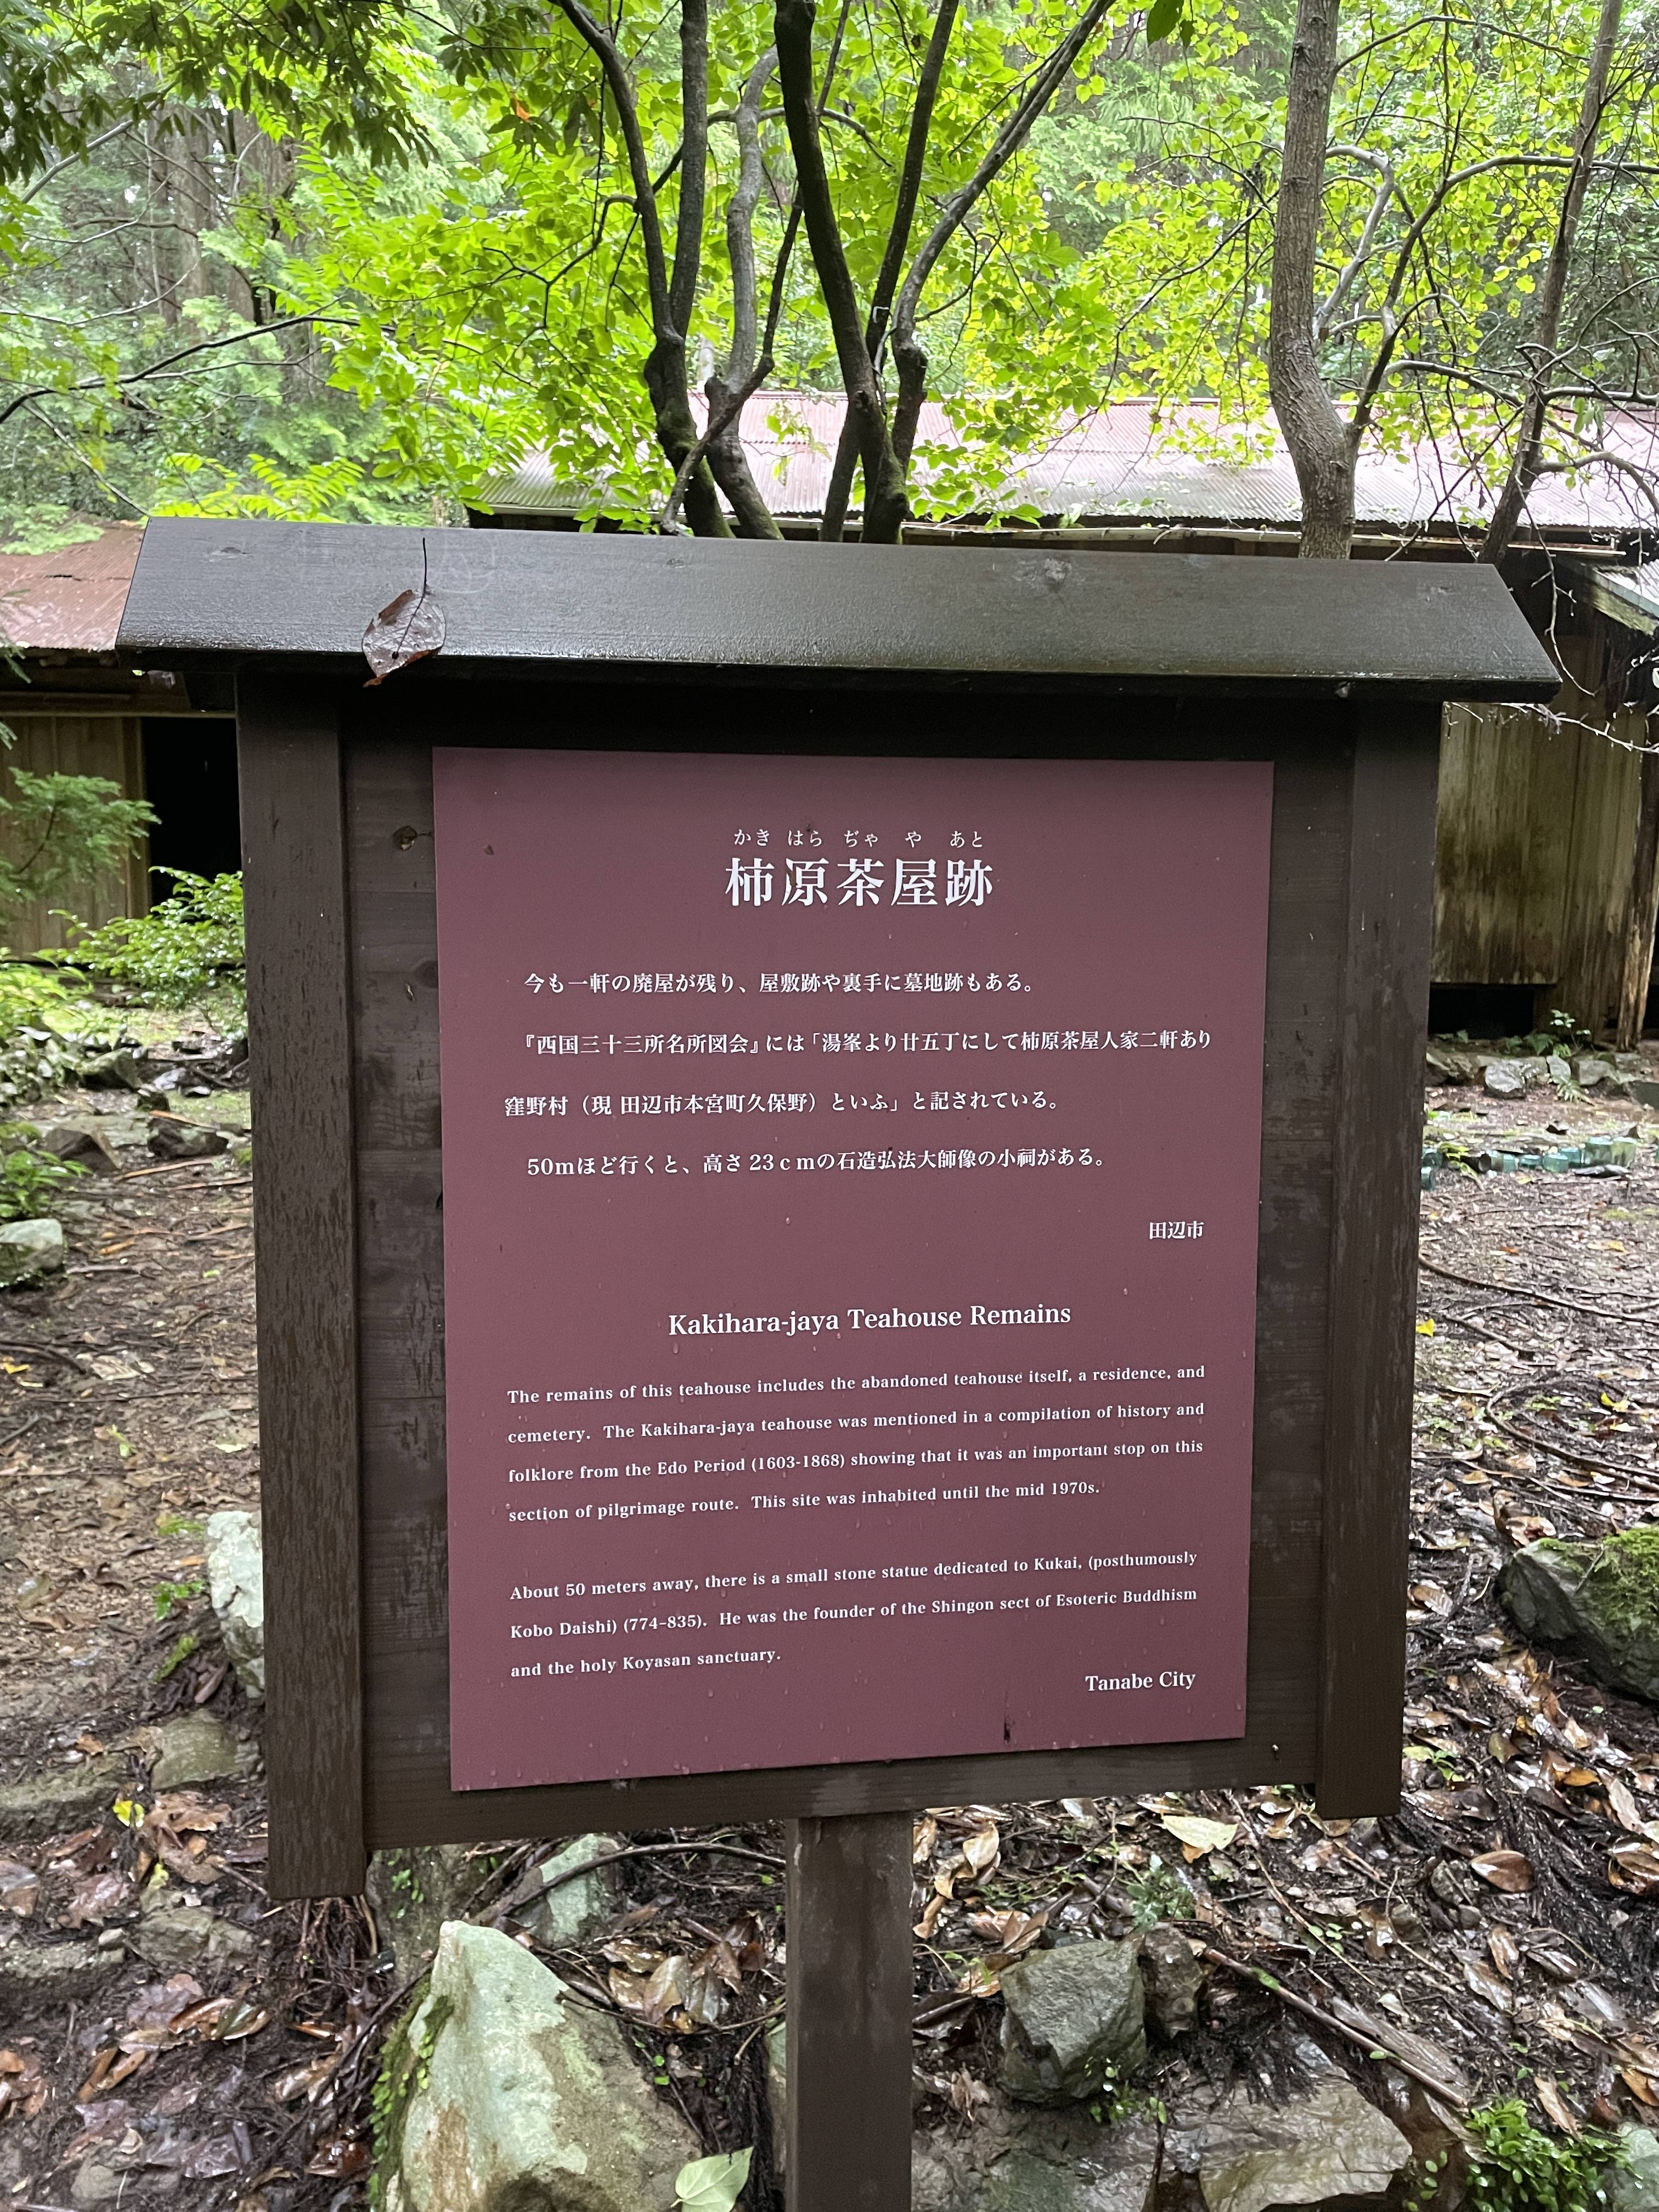 かき はら ぢゃ や あと
柿原茶屋跡
今も一軒の廃屋が残り、屋敷跡や裏手に墓地跡もある。
『西国三十三所名所図会』には「湯峯より廿五丁にして柿原茶屋人家二軒あり
窪野村（現 田辺市本宮町久保野）といふ」と記されている。
50mほど行くと、高さ23ｃｍの石造弘法大師像の小祠がある。
田辺市
Kakihara-jaya Teahouse Remains
The remains of this teahouse includes the abandoned teahouse itself, a residence, and
cemetery. The Kakihara-jaya teahouse was mentioned in a compilation of history and
folklore from the Edo Period (1603-1868) showing that it was an important stop on this
section of pilgrimage route. This site was inhabited until the mid 1970s.
About 50 meters away, there is a small stone statue dedicated to Kukai, (posthumously
Kobo Daishi) (774–835). He was the founder of the Shingon sect of Esoteric Buddhism
and the holy Koyasan sanctuary.
Tanabe City